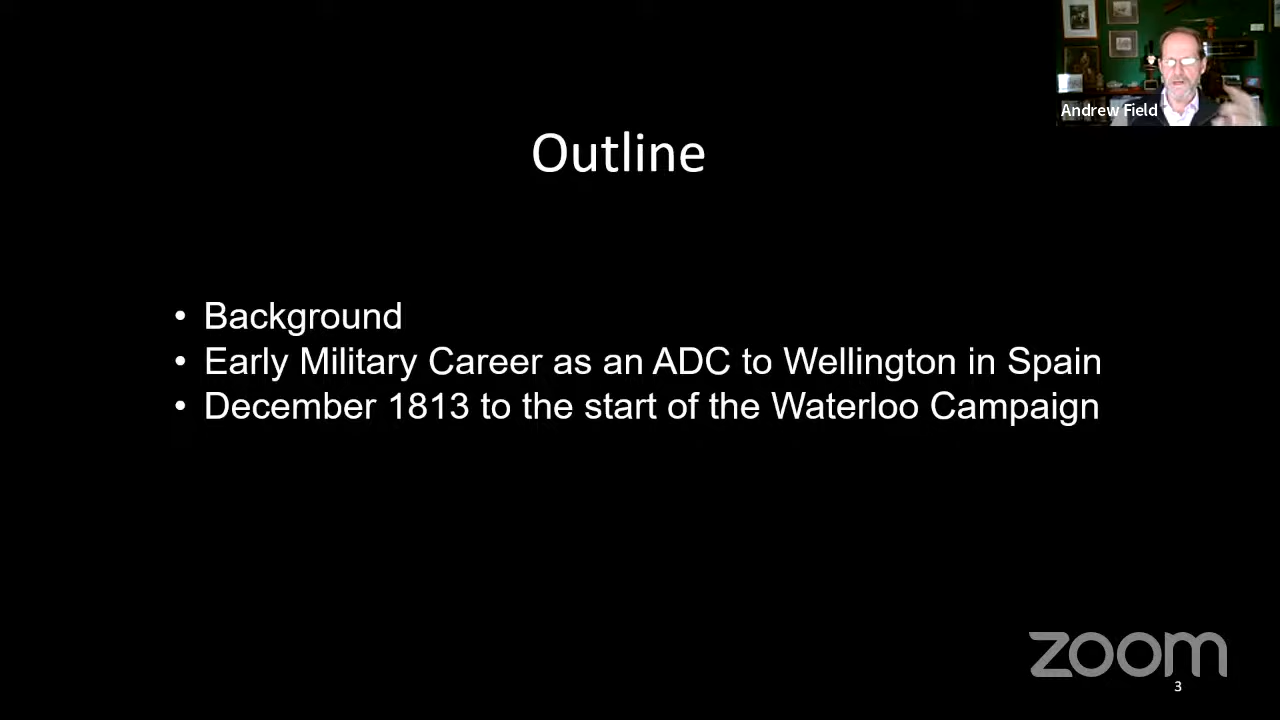 Andrew Field
Outline
• Background
• Early Military Career as an ADC to Wellington in Spain
• December 1813 to the start of the Waterloo Campaign
zoom
3